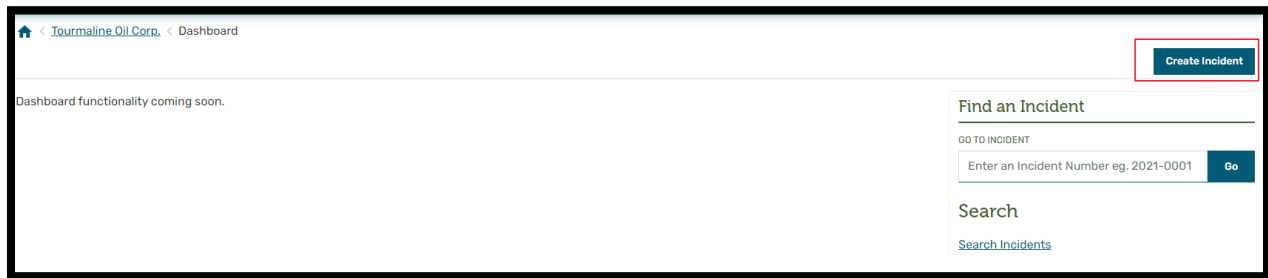 < Tourmaline Oil Corp. < Dashboard
Create Incident
Dashboard functionality coming soon.
Find an Incident
GO TO INCIDENT
Enter an Incident Number eg. 2021-0001 Go
Search
Search Incidents